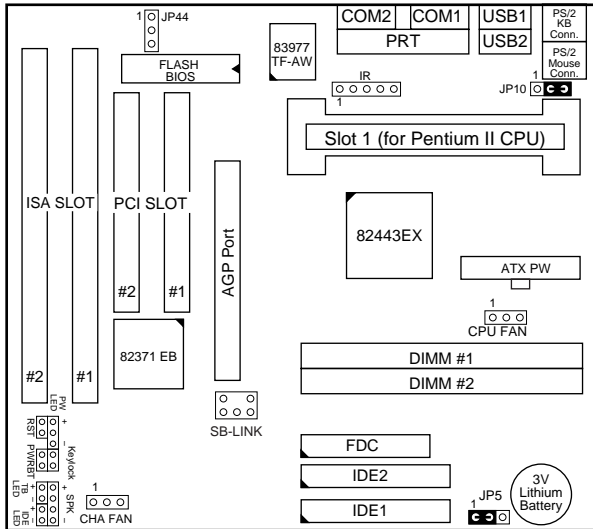 1 JP44
COM2 COM1 USB1 PS/2
KB
Conn.
PRT USB2 PS/2
Mouse
Conn.
83977
TF-AW
FLASH
BIOS
IR
1
JP10 1
Slot 1 (for Pentium II CPU)
ISA SLOT PCI SLOT
AGP Port
82443EX
ATX PW
#2 #1
1
CPU FAN
82371 EB
DIMM #1
DIMM #2
#2 #1
SB-LINK
PW
LED
RST
+
−
Keylock
PWRBT
FDC
IDE2
IDE1
TB
LED
+
−
IDE
LED
+
−
SPK
1
CHA FAN
JP5
1
3V
Lithium
Battery